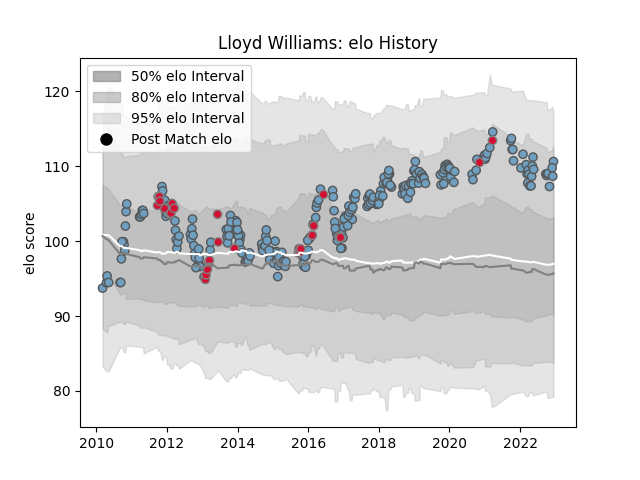 Lloyd Williams: elo History
50% elo Interval
80% elo Interval
95% elo Interval
Post Match elo
elo score
120
110
100
90
80
2010 2012 2014 2016 2018 2020 2022